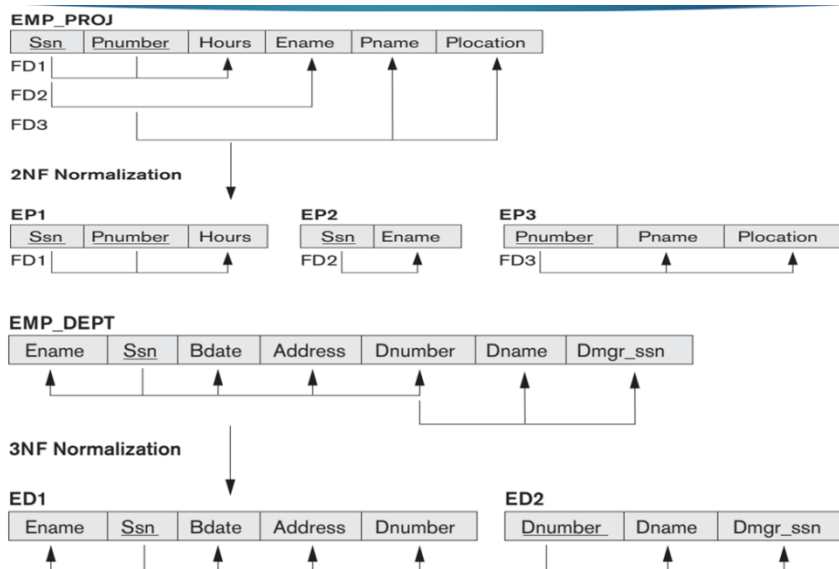 EMP_PROJ
Ssn Pnumber Hours Ename Pname Plocation
FD1
FD2
FD3
2NF Normalization
EP1 EP2 EP3
Ssn Pnumber Hours Ssn Ename Pnumber Pname Plocation
FD1 FD2 FD3
EMP_DEPT
Ename Ssn Bdate Address Dnumber Dname Dmgr_ssn
3NF Normalization
ED1 ED2
Ename Ssn Bdate Address Dnumber Dnumber Dname Dmgr_ssn